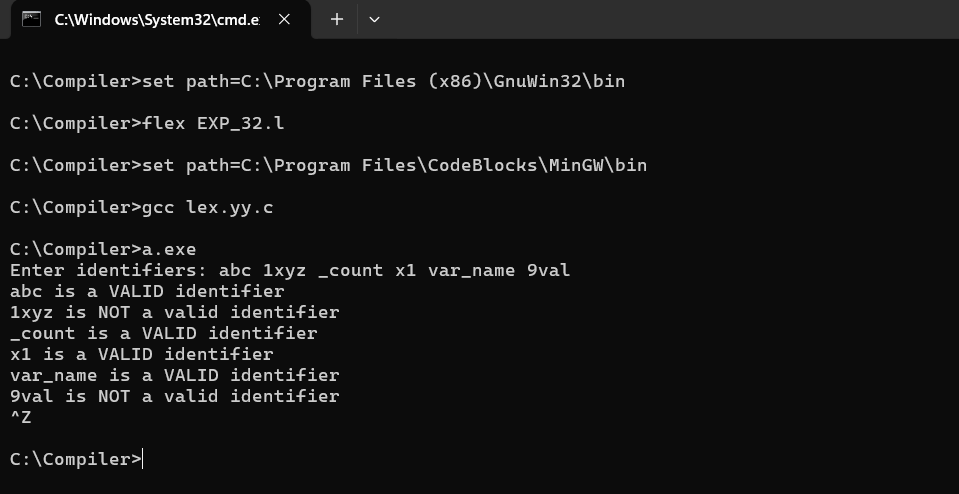 C:\Windows\System32\cmd.e
C:\Compiler>set path=C:\Program Files (x86)\GnuWin32\bin
C:\Compiler>flex EXP_32.l
C:\Compiler>set path=C:\Program Files\CodeBlocks\MinGW\bin
C:\Compiler>gcc lex.yy.c
C:\Compiler>a.exe
Enter identifiers: abc 1xyz _count x1 var_name 9val
abc is a VALID identifier
1xyz is NOT a valid identifier
_count is a VALID identifier
x1 is a VALID identifier
var_name is a VALID identifier
9val is NOT a valid identifier
^Z
C:\Compiler>